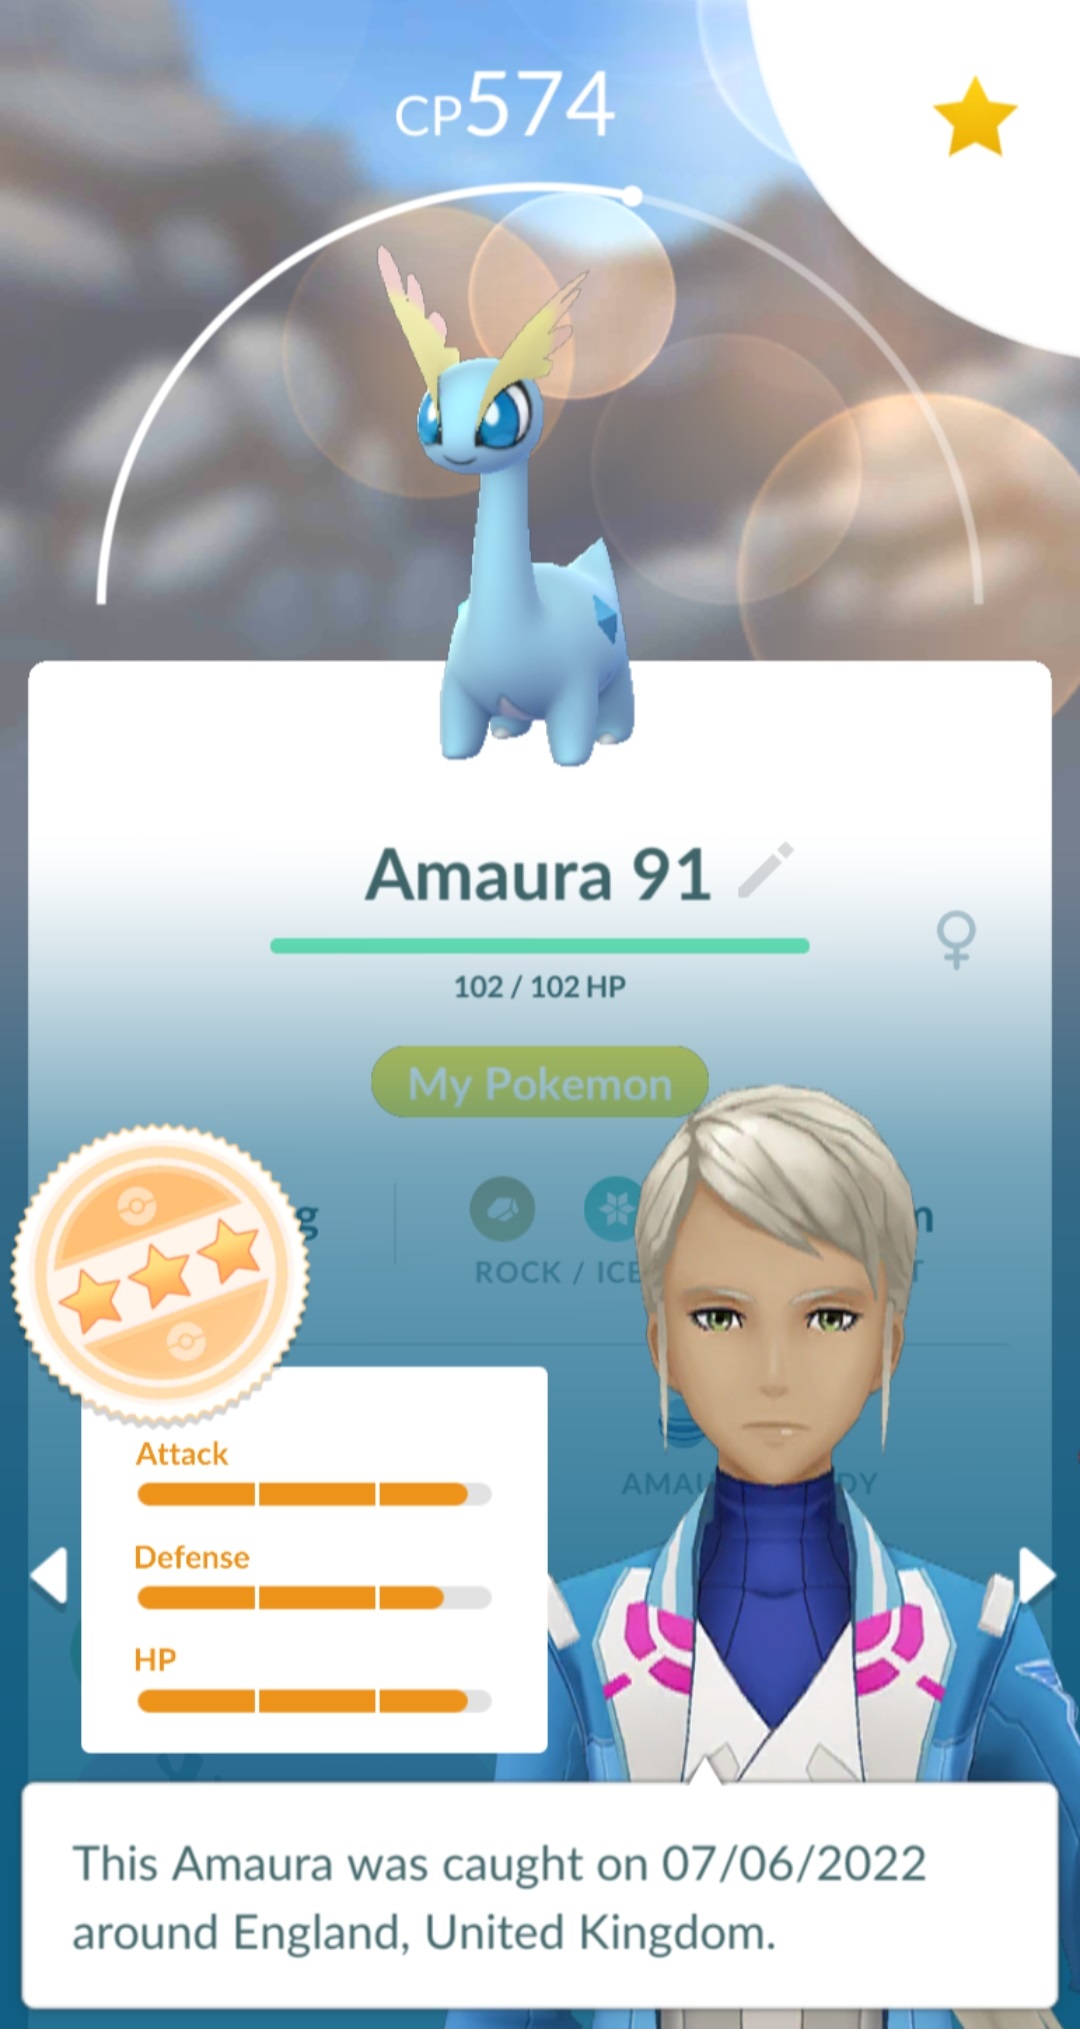 CP574
Amaura 91
102 / 102 HP
My Pokemon
ROCK / ICE
Attack
Defense
HP
This Amaura was caught on 07/06/2022
around England, United Kingdom.